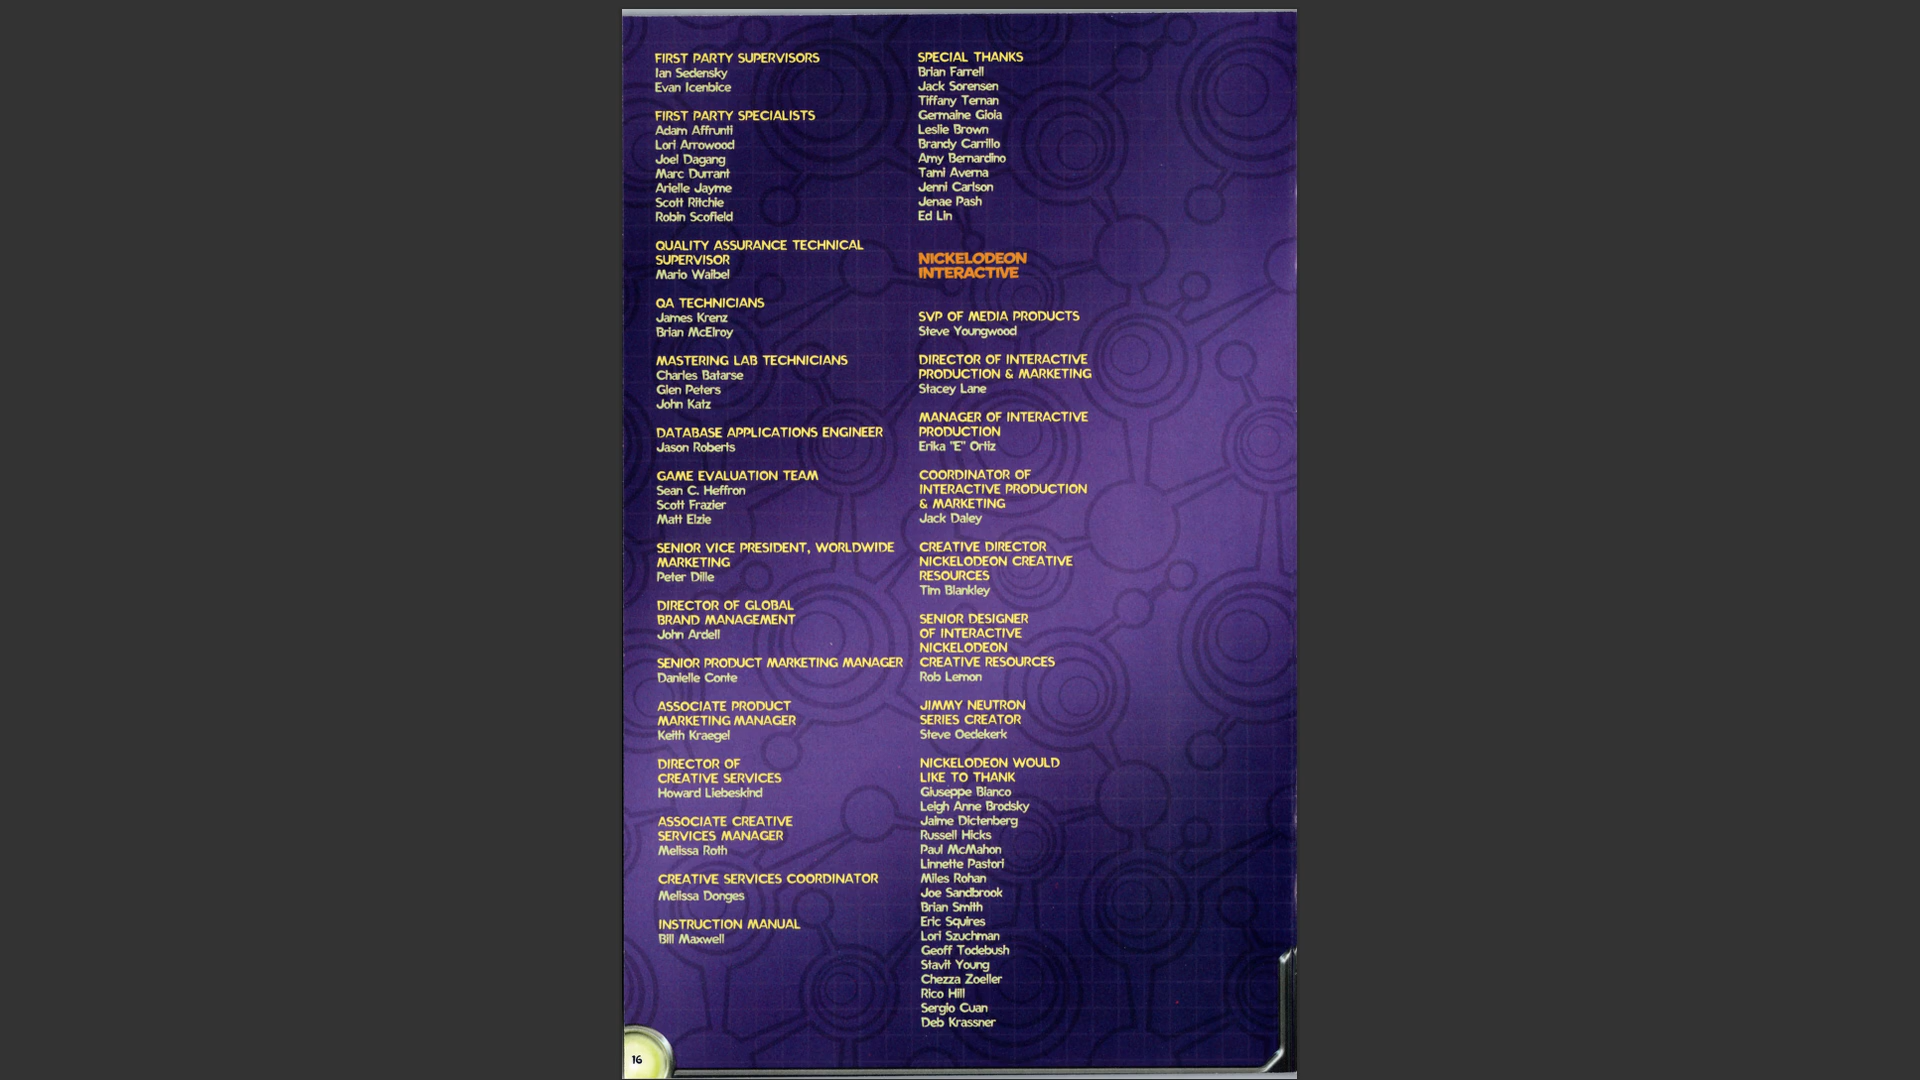 FIRST PARTY SUPERVISORS
Ian Sedensky
Evan Icenbice
FIRST PARTY SPECIALISTS
Adam Affrunti
Lori Arrowood
Joel Dagang
Marc Durrant
Arielle Jayme
Scott Ritchie
Robin Scofield
QUALITY ASSURANCE TECHNICAL
SUPERVISOR
Mario Waibel
QA TECHNICIANS
James Krenz
Brian McElroy
MASTERING LAB TECHNICIANS
Charles Batarse
Glen Peters
John Katz
DATABASE APPLICATIONS ENGINEER
Jason Roberts
GAME EVALUATION TEAM
Sean C. Heffron
Scott Frazier
Matt Elzie
SENIOR VICE PRESIDENT, WORLDWIDE
MARKETING
Peter Dille
DIRECTOR OF GLOBAL
BRAND MANAGEMENT
John Ardell
SENIOR PRODUCT MARKETING MANAGER
Danielle Conte
ASSOCIATE PRODUCT
MARKETING MANAGER
Keith Kraegel
DIRECTOR OF
CREATIVE SERVICES
Howard Liebeskind
ASSOCIATE CREATIVE
SERVICES MANAGER
Melissa Roth
CREATIVE SERVICES COORDINATOR
Melissa Donges
INSTRUCTION MANUAL
Bill Maxwell
SPECIAL THANKS
Brian Farrell
Jack Sorensen
Tiffany Ternan
Germaine Gioia
Leslie Brown
Brandy Carrillo
Amy Bernardino
Tami Averna
Jenni Carlson
Jenae Pash
Ed Lin
NICKELODEON
INTERACTIVE
SVP OF MEDIA PRODUCTS
Steve Youngwood
DIRECTOR OF INTERACTIVE
PRODUCTION & MARKETING
Stacey Lane
MANAGER OF INTERACTIVE
PRODUCTION
Erika "E" Ortiz
COORDINATOR OF
INTERACTIVE PRODUCTION
& MARKETING
Jack Daley
CREATIVE DIRECTOR
NICKELODEON CREATIVE
RESOURCES
Tim Blankley
SENIOR DESIGNER
OF INTERACTIVE
NICKELODEON
CREATIVE RESOURCES
Rob Lemon
JIMMY NEUTRON
SERIES CREATOR
Steve Oedekerk
NICKELODEON WOULD
LIKE TO THANK
Giuseppe Bianco
Leigh Anne Brodsky
Jaime Dictenberg
Russell Hicks
Paul McMahon
Linnette Pastori
Miles Rohan
Joe Sandbrook
Brian Smith
Eric Squires
Lori Szuchman
Geoff Todebush
Stavit Young
Chezza Zoeller
Rico Hill
Sergio Cuan
Deb Krassner
16